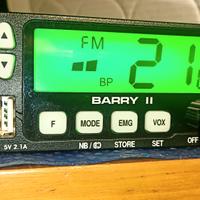 FM
21
BP
BARRY II
F MODE EMG VOX
OFF
NB / STORE SET
5V 2.1A